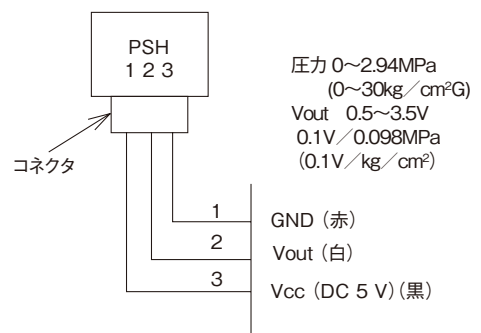 PSH
1 2 3
コネクタ
圧力 0〜2.94MPa
(0〜30kg／cm²G)
Vout 0.5〜3.5V
0.1V／0.098MPa
(0.1V／kg／cm²)
1 GND (赤)
2 Vout (白)
3 Vcc (DC 5 V) (黒)